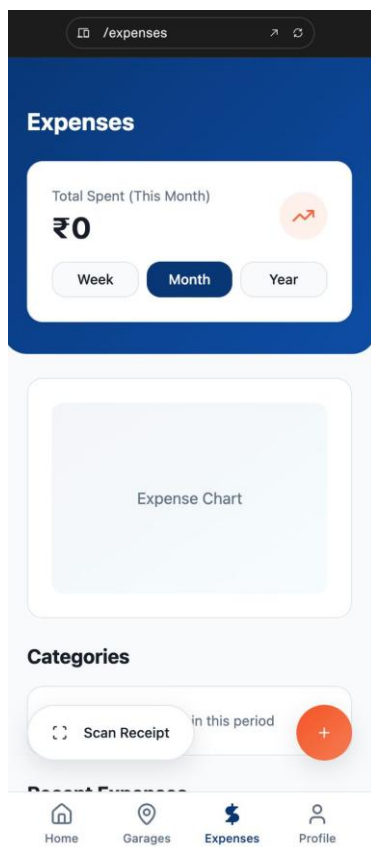 /expenses
Expenses
Total Spent (This Month)
₹0
Week Month Year
Expense Chart
Categories
in this period
Scan Receipt
+
Home Garages Expenses Profile